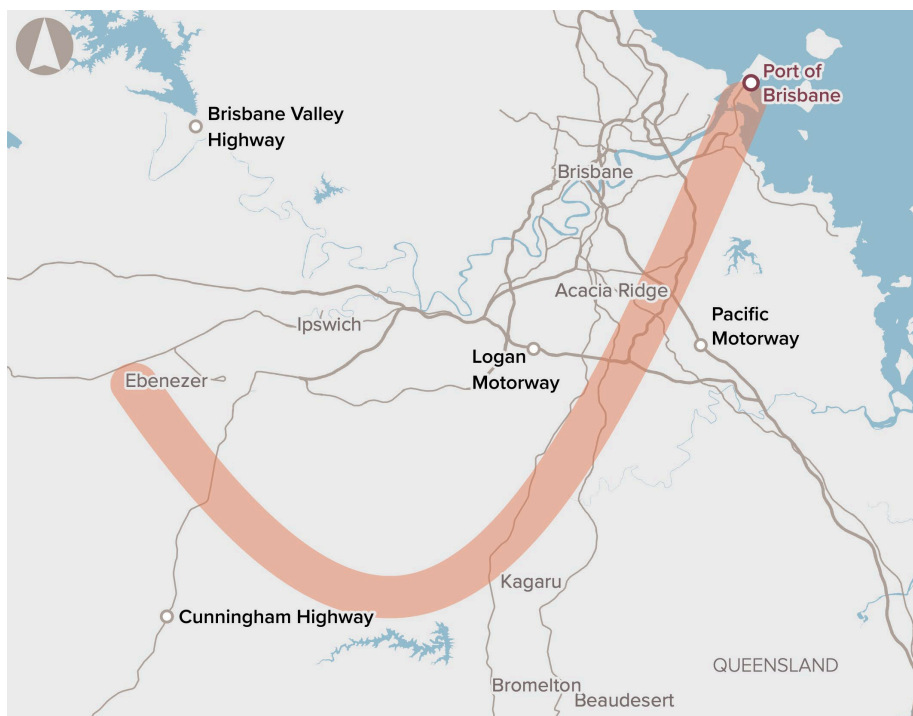 Port of
Brisbane
Brisbane Valley
Highway
Brisbane
Acacia Ridge
Pacific
Motorway
Ipswich
Logan
Motorway
Ebenezer
Kagaru
Cunningham Highway
QUEENSLAND
Bromelton
Beaudesert